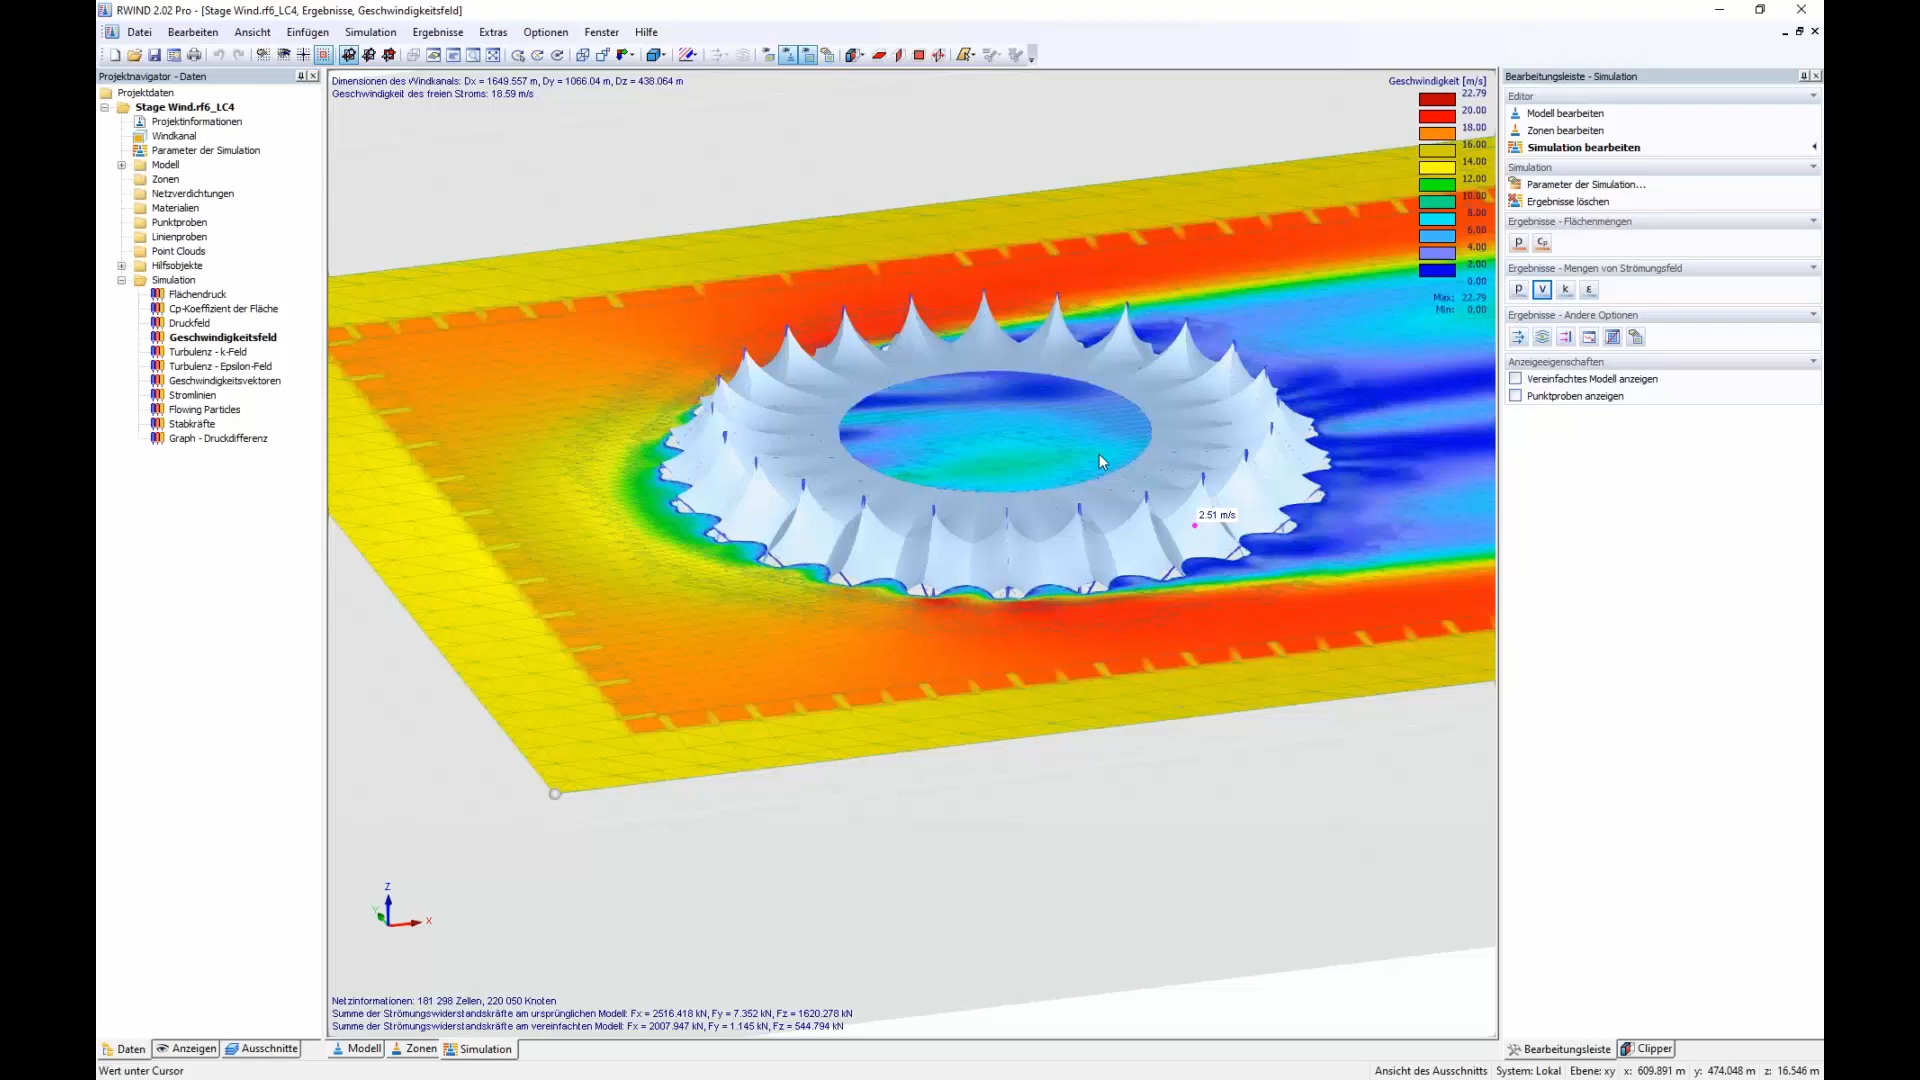 RWIND 2.02 Pro - [Stage Wind.rf6_LC4, Ergebnisse, Geschwindigkeitsfeld]
Datei Bearbeiten Ansicht Einfügen Simulation Ergebnisse Extras Optionen Fenster Hilfe
Projektnavigator - Daten
Projektdaten
Stage Wind.rf6_LC4
Projektinformationen
Windkanal
Parameter der Simulation
Modell
Zonen
Netzverdichtungen
Materialien
Punktproben
Linienproben
Point Clouds
Hilfsobjekte
Simulation
Flächendruck
Cp-Koeffizient der Fläche
Druckfeld
Geschwindigkeitsfeld
Turbulenz - k-Feld
Turbulenz - Epsilon-Feld
Geschwindigkeitsvektoren
Stromlinien
Flowing Particles
Stabkräfte
Graph - Druckdifferenz
Daten Anzeigen Ausschnitte
Wert unter Cursor
Dimensionen des Windkanals: Dx = 1649.557 m, Dy = 1066.04 m, Dz = 438.064 m
Geschwindigkeit des freien Stroms: 18.59 m/s
Geschwindigkeit [m/s]
22.79
20.00
18.00
16.00
14.00
12.00
10.00
8.00
6.00
4.00
2.00
0.00
Max: 22.79
Min: 0.00
2.51 m/s
Z
Y
X
Netzinformationen: 181 298 Zellen, 220 050 Knoten
Summe der Strömungswiderstandskräfte am ursprünglichen Modell: Fx = 2516.418 kN, Fy = 7.352 kN, Fz = 1620.278 kN
Summe der Strömungswiderstandskräfte am vereinfachten Modell: Fx = 2007.947 kN, Fy = 1.145 kN, Fz = 544.794 kN
Modell Zonen Simulation
Bearbeitungsleiste - Simulation
Editor
Modell bearbeiten
Zonen bearbeiten
Simulation bearbeiten
Simulation
Parameter der Simulation...
Ergebnisse löschen
Ergebnisse - Flächenmengen
p cp
Ergebnisse - Mengen von Strömungsfeld
p v k ε
Ergebnisse - Andere Optionen
Anzeigeeigenschaften
Vereinfachtes Modell anzeigen
Punktproben anzeigen
Bearbeitungsleiste Clipper
Ansicht des Ausschnitts System: Lokal Ebene: xy x: 609.891 m y: 474.048 m z: 16.546 m